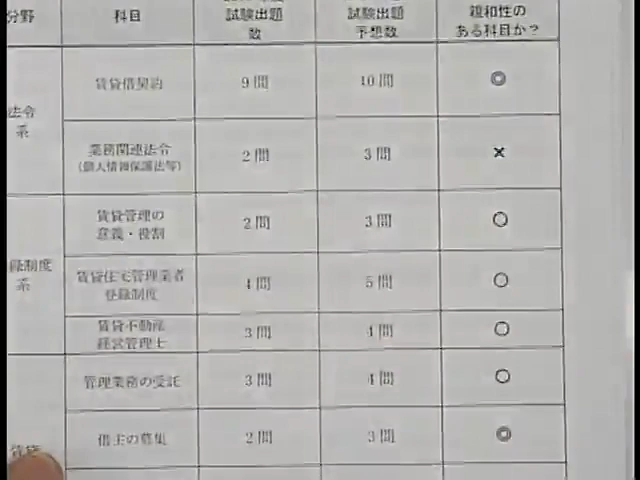 分野 科目 試験出題数 試験出題予想数 親和性のある科目か?
法令系
賃貸借契約 9問 10問 ◎
業務関連法令
(個人情報保護法等) 2問 3問 ×
録制度系
賃貸管理の
意義・役割 2問 3問 ○
賃貸住宅管理業者
登録制度 4問 5問 ○
賃貸不動産
経営管理士 3問 4問 ○
管理業務の受託 3問 4問 ○
借主の募集 2問 3問 ◎